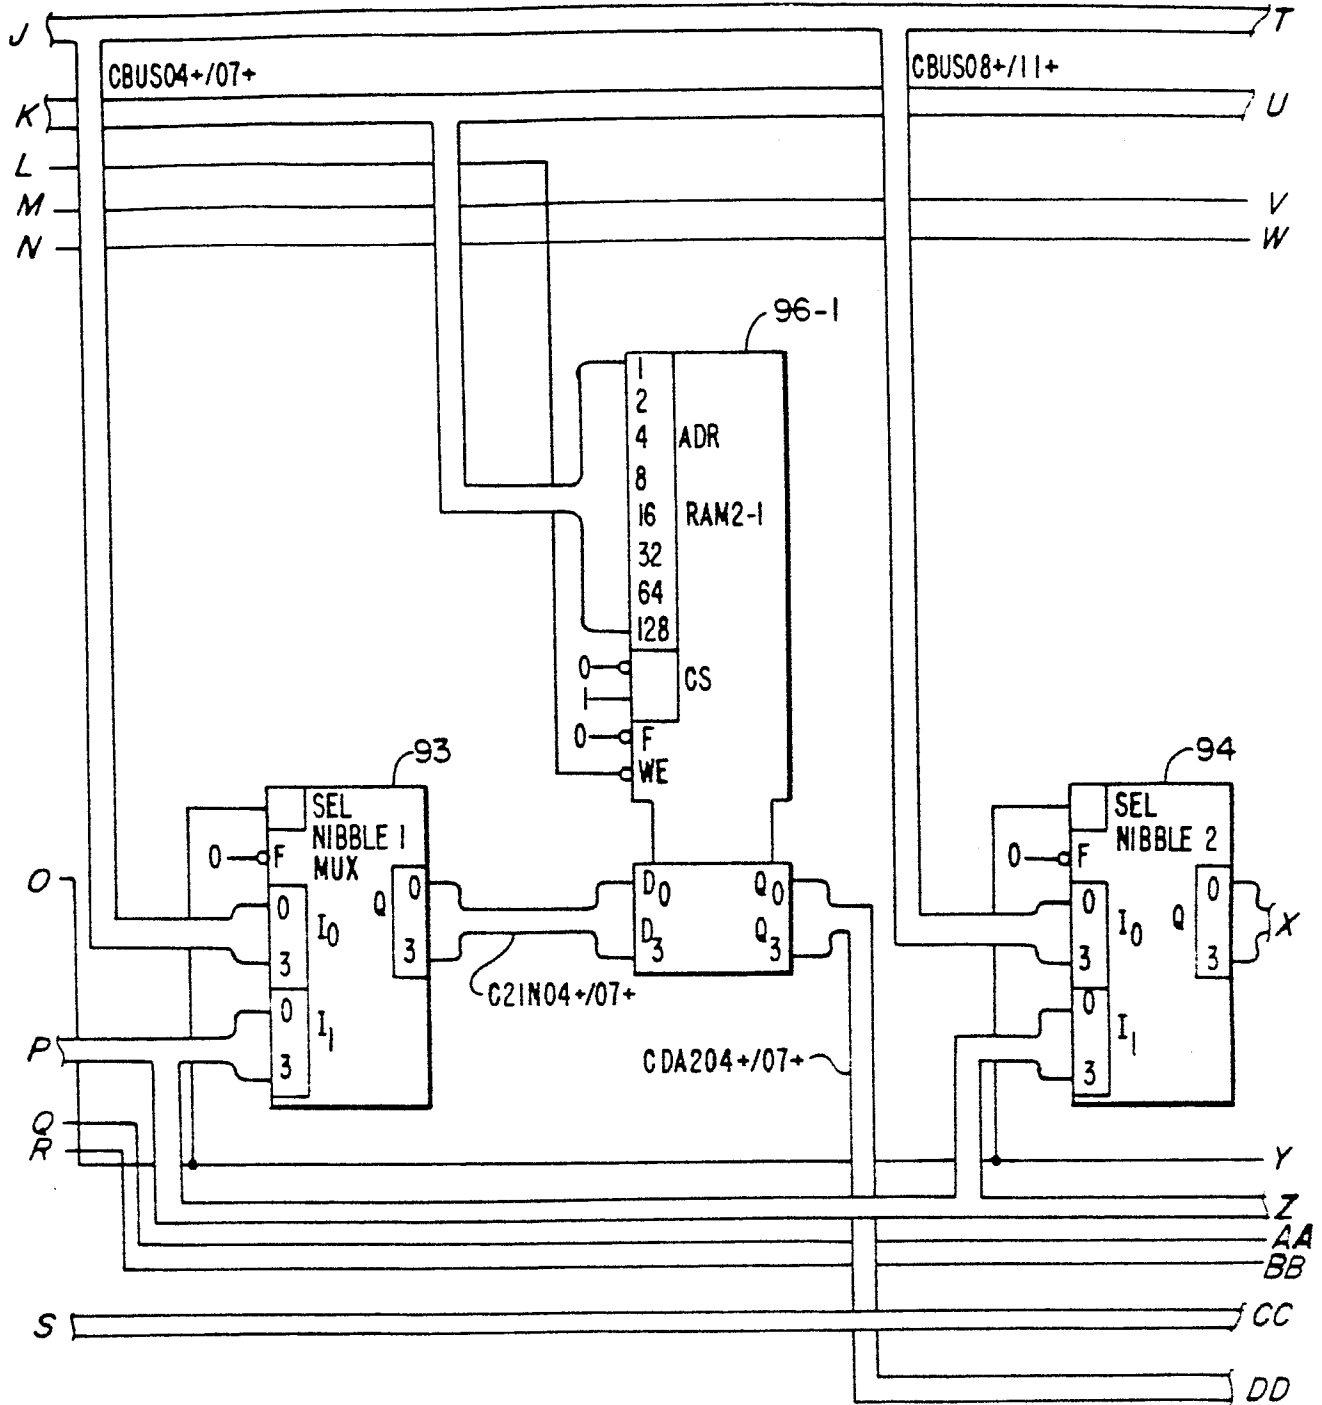 J T
CBUS04+/07+ CBUS08+/11+
K U
L
M V
N W
96-1
1
2
4 ADR
8
16 RAM2-1
32
64
128
0 CS
1
0 F
WE
93 94
SEL SEL
NIBBLE 1 NIBBLE 2
MUX
0 F 0 F
O
0 I0 Q 0 D0 Q0 0 I0 Q 0 X
3 3 D3 Q3 3 3
C2IN04+/07+
0 I1 0 I1
P
3 3
CDA204+/07+
Q
R
Y
Z
AA
BB
S CC
DD